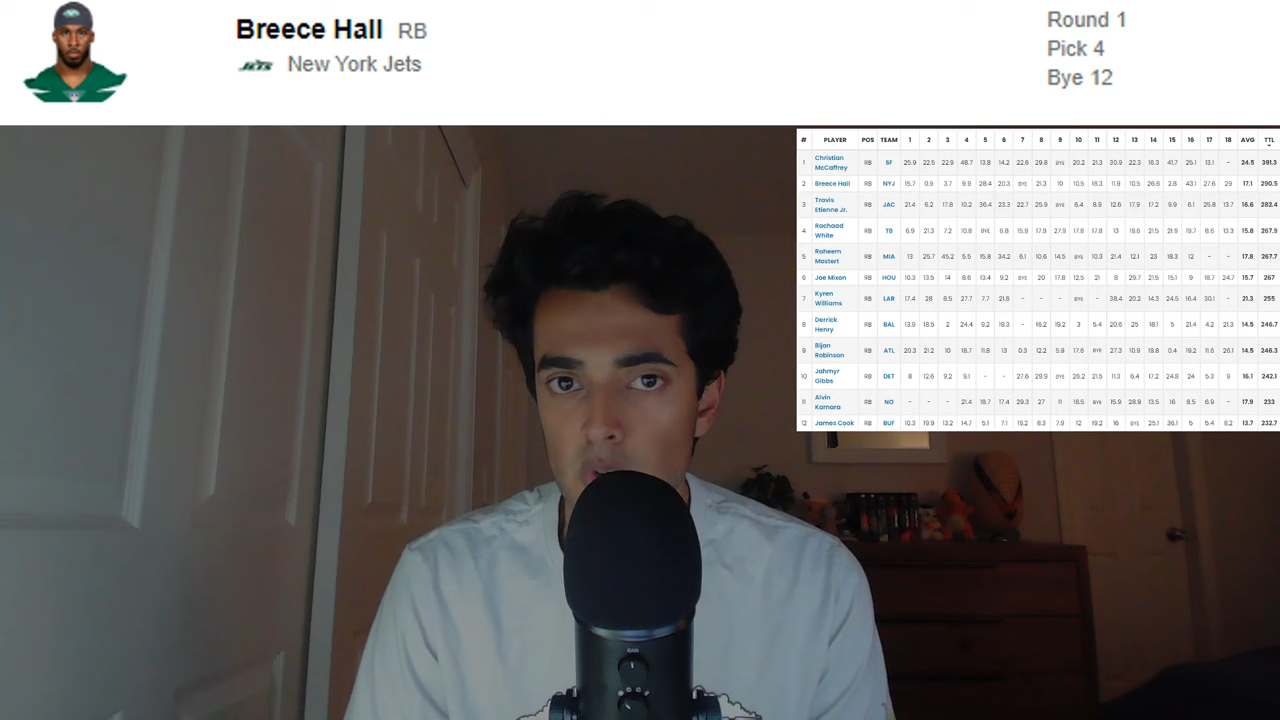 Breece Hall RB
JETS New York Jets
Round 1
Pick 4
Bye 12
# PLAYER POS TEAM 1 2 3 4 5 6 7 8 9 10 11 12 13 14 15 16 17 18 AVG TTL
1 Christian McCaffrey RB SF 25.9 22.5 22.9 48.7 13.8 14.2 22.6 29.8 BYE 20.2 21.3 30.9 22.3 16.3 41.7 25.1 13.1 - 24.5 391.3
2 Breece Hall RB NYJ 15.7 0.9 3.7 9.9 28.4 20.3 BYE 21.3 10 10.5 18.3 11.9 10.5 26.6 2.8 43.1 27.6 29 17.1 290.5
3 Travis Etienne Jr. RB JAC 21.4 6.2 17.8 10.2 36.4 23.3 22.7 25.9 BYE 6.4 8.9 12.6 17.9 17.2 9.9 6.1 25.8 13.7 16.6 282.4
4 Rachaad White RB TB 6.9 21.3 7.2 10.8 BYE 6.8 15.9 17.9 27.9 17.8 17.8 13 19.6 21.5 21.9 19.7 8.6 13.3 15.8 267.9
5 Raheem Mostert RB MIA 13 25.7 45.2 5.5 15.8 34.2 6.1 10.6 14.5 BYE 10.3 21.4 12.1 23 18.3 12 - - 17.8 267.7
6 Joe Mixon RB HOU 10.3 13.5 14 8.6 13.4 9.2 BYE 20 17.8 12.5 21 8 29.7 21.5 15.1 9 18.7 24.7 15.7 267
7 Kyren Williams RB LAR 17.4 28 8.5 27.7 7.7 21.8 - - - BYE - 38.4 20.2 14.3 24.5 16.4 30.1 - 21.3 255
8 Derrick Henry RB BAL 13.9 18.5 2 24.4 9.2 19.3 - 16.2 19.2 3 5.4 20.6 25 18.1 5 21.4 4.2 21.3 14.5 246.7
9 Bijan Robinson RB ATL 20.3 21.2 10 18.7 11.8 13 0.3 12.2 5.9 17.6 BYE 27.3 10.9 19.8 0.4 19.2 11.6 26.1 14.5 246.3
10 Jahmyr Gibbs RB DET 8 12.6 9.2 9.1 - - 27.6 29.9 BYE 26.2 21.5 11.3 6.4 17.2 24.8 24 5.3 9 16.1 242.1
11 Alvin Kamara RB NO - - - 21.4 18.7 17.4 29.3 27 11 18.5 BYE 15.9 28.9 13.5 16 8.5 6.9 - 17.9 233
12 James Cook RB BUF 10.3 19.9 13.2 14.7 5.1 7.1 19.2 8.3 7.9 12 19.2 16 BYE 25.1 36.1 5 5.4 8.2 13.7 232.7